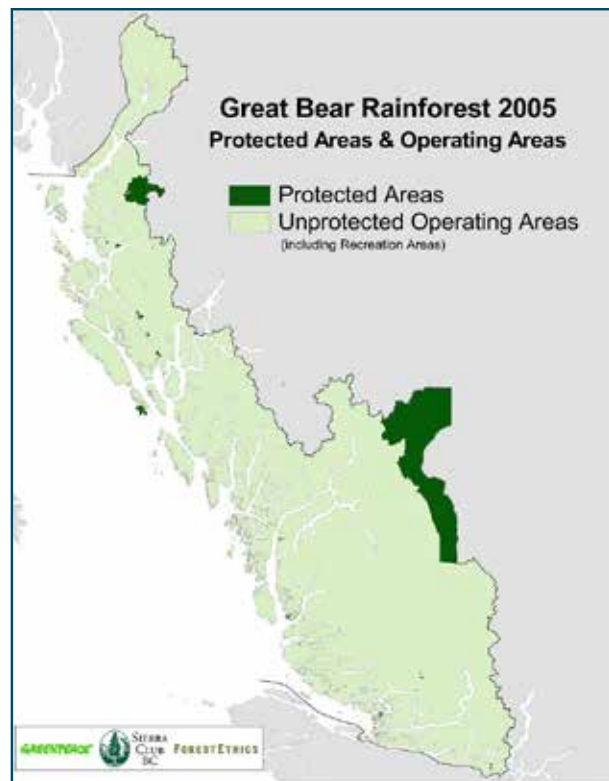 Great Bear Rainforest 2005
Protected Areas & Operating Areas
Protected Areas
Unprotected Operating Areas
(including Recreation Areas)
GREENPEACE
SIERRA
CLUB
BC
FORESTETHICS